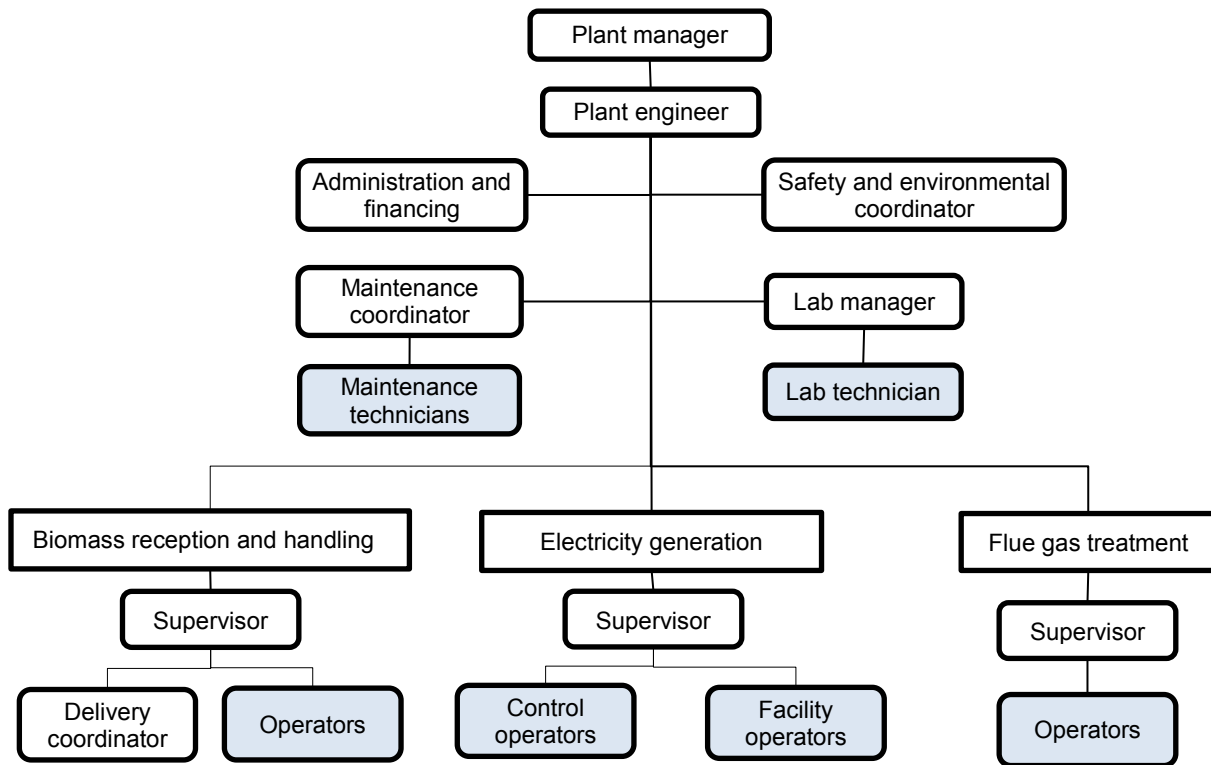 Plant manager
Plant engineer
Administration and
financing
Safety and environmental
coordinator
Maintenance
coordinator
Lab manager
Maintenance
technicians
Lab technician
Biomass reception and handling
Electricity generation
Flue gas treatment
Supervisor
Supervisor
Supervisor
Delivery
coordinator
Operators
Control
operators
Facility
operators
Operators